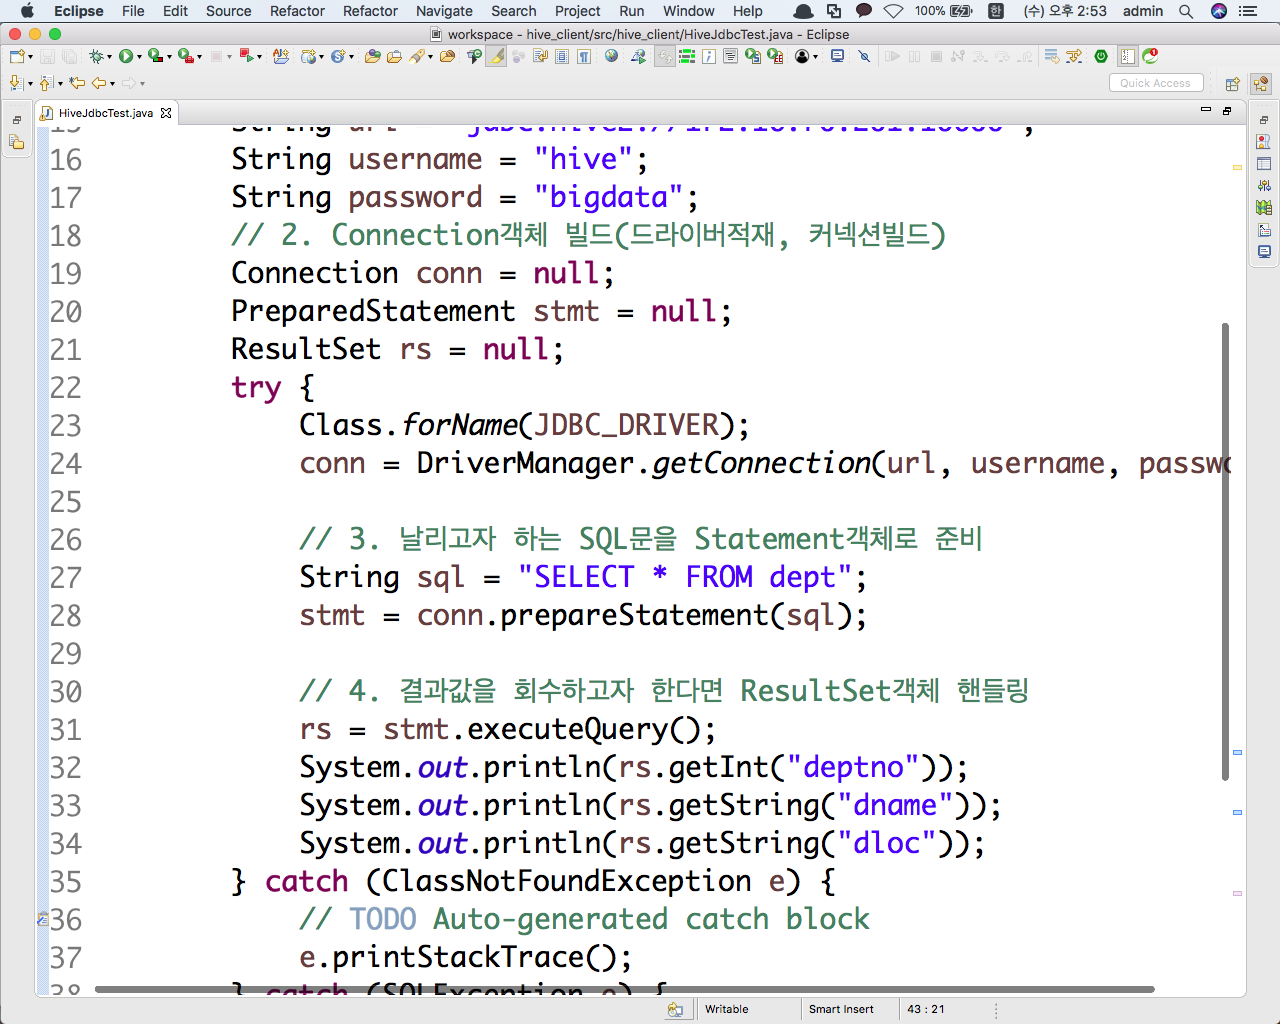 Eclipse File Edit Source Refactor Refactor Navigate Search Project Run Window Help 100% 한 (수) 오후 2:53 admin
workspace - hive_client/src/hive_client/HiveJdbcTest.java - Eclipse
Quick Access
HiveJdbcTest.java
16 String username = "hive";
17 String password = "bigdata";
18 // 2. Connection객체 빌드(드라이버적재, 커넥션빌드)
19 Connection conn = null;
20 PreparedStatement stmt = null;
21 ResultSet rs = null;
22 try {
23 Class.forName(JDBC_DRIVER);
24 conn = DriverManager.getConnection(url, username, passwo
25
26 // 3. 날리고자 하는 SQL문을 Statement객체로 준비
27 String sql = "SELECT * FROM dept";
28 stmt = conn.prepareStatement(sql);
29
30 // 4. 결과값을 회수하고자 한다면 ResultSet객체 핸들링
31 rs = stmt.executeQuery();
32 System.out.println(rs.getInt("deptno"));
33 System.out.println(rs.getString("dname"));
34 System.out.println(rs.getString("dloc"));
35 } catch (ClassNotFoundException e) {
36 // TODO Auto-generated catch block
37 e.printStackTrace();
38 } catch (SQLException e) {
Writable Smart Insert 43 : 21